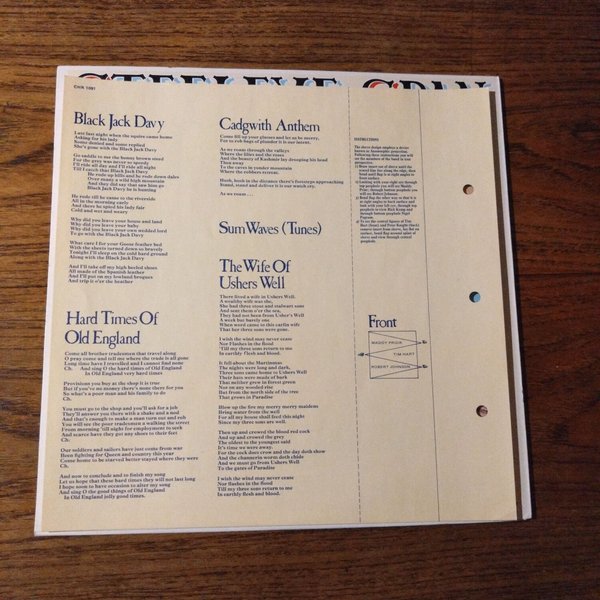 STEELEYE SPAN
CHR 1091
Black Jack Davy
Late last night when the squire came home
Asking for his lady
Some denied and some replied
She's gone with the Black Jack Davy
Go saddle to me the bonny brown steed
For the grey was never so speedy
I'll ride all day and I'll ride all night
Till I catch that Black Jack Davy
He rode up hills and he rode down dales
Over many a wild high mountain
And they did say that saw him go
Black Jack Davy he is hunting
He rode till he came to the riverside
All in the morning early
And there he spied his lady fair
Cold and wet and weary
Why did you leave your house and land
Why did you leave your baby
Why did you leave your own wedded lord
To go with the Black Jack Davy
What care I for your Goose feather bed
With the sheets turned down so bravely
Tonight I'll sleep on the cold hard ground
Along with the Black Jack Davy
And I'll take off my high heeled shoes
All made of the Spanish leather
And I'll put on my lowland brogues
And trip it o'er the heather
Hard Times Of
Old England
Come all brother tradesmen that travel along
O pray come and tell me where the trade is all gone
Long time have I travelled and I cannot find none
Ch. And sing O the hard times of Old England
In Old England very hard times
Provisions you buy at the shop it is true
But if you've no money there's none there for you
So what's a poor man and his family to do
Ch.
You must go to the shop and you'll ask for a job
They'll answer you there with a shake and a nod
And that's enough to make a man turn out and rob
You will see the poor tradesmen a walking the street
From morning 'till night for employment to seek
And scarce have they got any shoes to their feet
Ch.
Our soldiers and sailors have just come from war
Been fighting for Queen and country this year
Come home to be starved better stayed where they were
Ch.
And now to conclude and to finish my song
Let us hope that these hard times they will not last long
I hope soon to have occasion to alter my song
And sing O the good things of Old England
In Old England jolly good times.
Cadgwith Anthem
Come fill up your glasses and let us be merry,
For to rob bags of plunder it is our intent.
As we roam through the valleys
Where the lilies and the roses
And the beauty of Kashmir lay drooping his head
Then away
To the caves in yonder mountain
Where the robbers retreat.
Hush, hush in the distance there's footsteps approaching
Stand, stand and deliver it is our watch cry.
As we roam . . .
Sum Waves (Tunes)
The Wife Of
Ushers Well
There lived a wife in Ushers Well,
A wealthy wife was she,
She had three stout and stalwart sons
And sent them o'er the sea.
They had not been from Usher's Well
A week but barely one
When word came to this carlin wife
That her three sons were gone.
I wish the wind may never cease
Nor Flashes in the flood
'Till my three sons return to me
In earthly flesh and blood.
It fell about the Martinmas
The nights were long and dark,
Three sons came home to Ushers Well
Their hats were made of bark
That neither grew in forest green
Nor on any wooded rise
But from the north side of the tree
That grows in Paradise
Blow up the fire my merry merry maidens
Bring water from the well
For all my house shall feed this night
Since my three sons are well.
Then up and crowed the blood red cock
And up and crowed the grey
The oldest to the youngest said
It's time we were away.
For the cock does crow and the day doth show
And the channerin worm doth chide
And we must go from Ushers Well
To the gates of Paradise
I wish the wind may never cease
Nor flashes in the flood
Till my three sons return to me
In earthly flesh and blood.
INSTRUCTIONS
Front
MADDY PRIOR
TIM HART
ROBERT JOHNSON